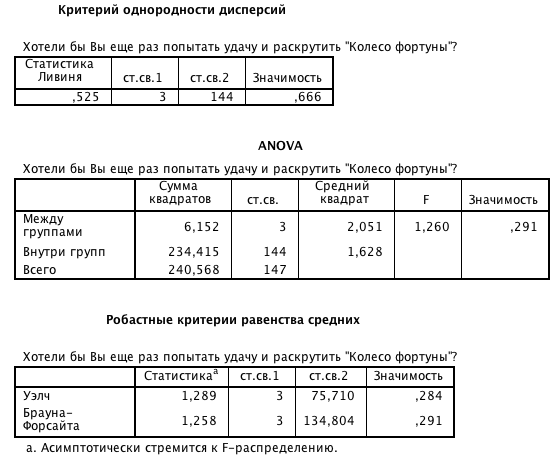 Критерий однородности дисперсий
Хотели бы Вы еще раз попытать удачу и раскрутить "Колесо фортуны"?
Статистика Ливиня ст.св.1 ст.св.2 Значимость
,525 3 144 ,666
ANOVA
Хотели бы Вы еще раз попытать удачу и раскрутить "Колесо фортуны"?
Сумма квадратов ст.св. Средний квадрат F Значимость
Между группами 6,152 3 2,051 1,260 ,291
Внутри групп 234,415 144 1,628
Всего 240,568 147
Робастные критерии равенства средних
Хотели бы Вы еще раз попытать удачу и раскрутить "Колесо фортуны"?
Статистика a ст.св.1 ст.св.2 Значимость
Уэлч 1,289 3 75,710 ,284
Брауна-Форсайта 1,258 3 134,804 ,291
a. Асимптотически стремится к F-распределению.